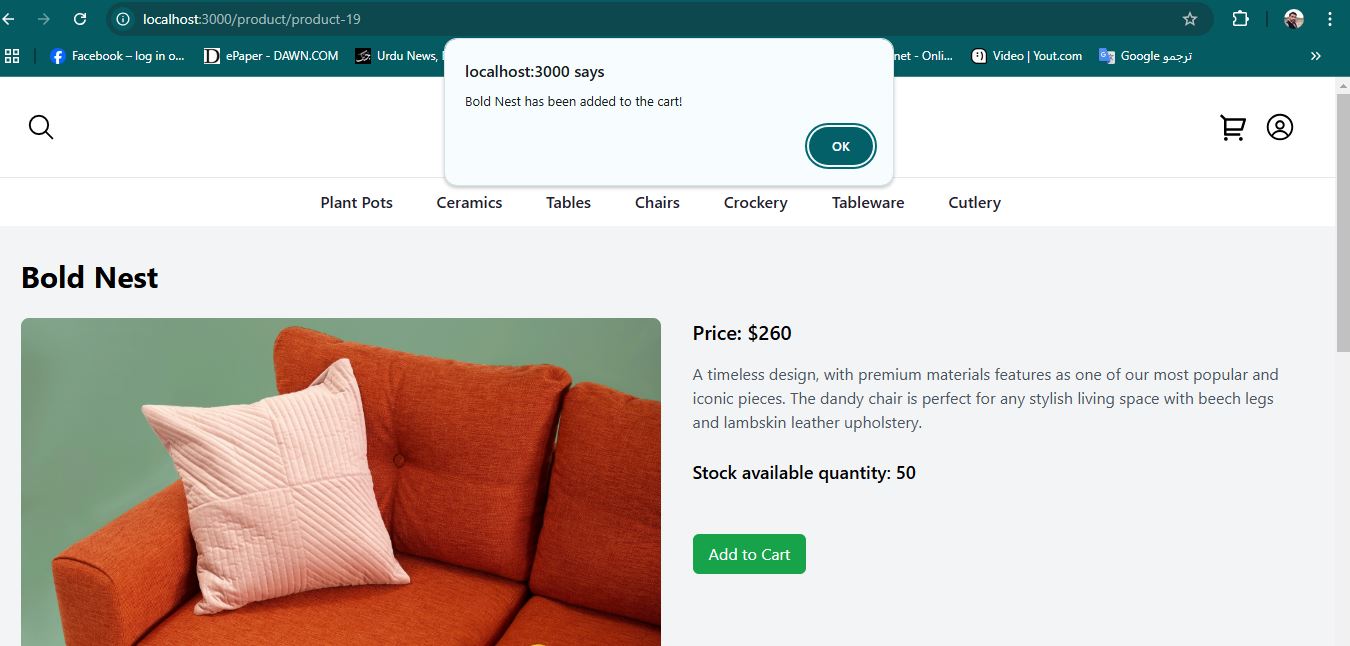 localhost:3000/product/product-19
Facebook – log in o...
ePaper - DAWN.COM
Urdu News,
net - Onli...
Video | Yout.com
Google ترجمو
localhost:3000 says
Bold Nest has been added to the cart!
OK
Plant Pots
Ceramics
Tables
Chairs
Crockery
Tableware
Cutlery
Bold Nest
Price: $260
A timeless design, with premium materials features as one of our most popular and
iconic pieces. The dandy chair is perfect for any stylish living space with beech legs
and lambskin leather upholstery.
Stock available quantity: 50
Add to Cart